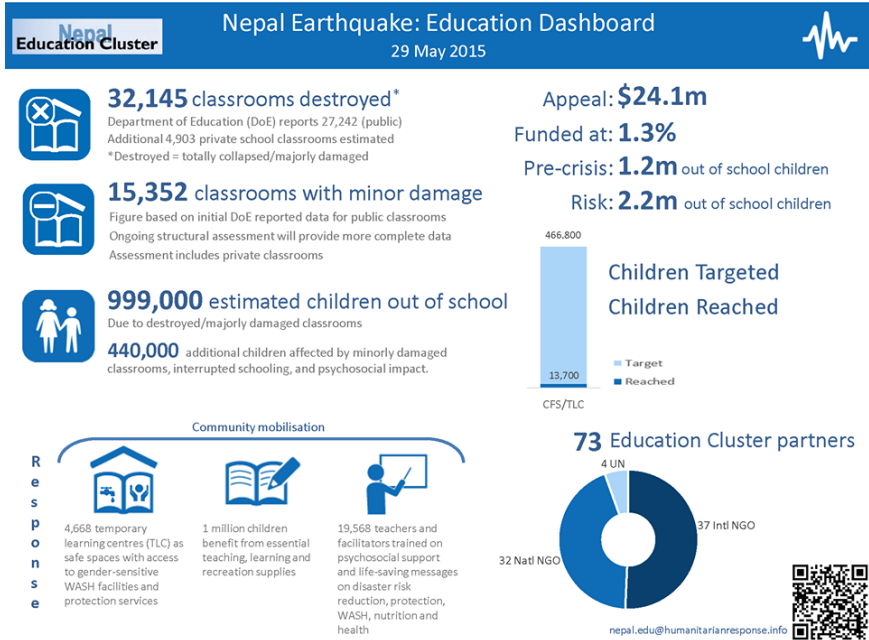 Nepal
Education Cluster
Nepal Earthquake: Education Dashboard
29 May 2015
32,145 classrooms destroyed*
Department of Education (DoE) reports 27,242 (public)
Additional 4,903 private school classrooms estimated
*Destroyed = totally collapsed/majorly damaged
15,352 classrooms with minor damage
Figure based on initial DoE reported data for public classrooms
Ongoing structural assessment will provide more complete data
Assessment includes private classrooms
999,000 estimated children out of school
Due to destroyed/majorly damaged classrooms
440,000 additional children affected by minorly damaged
classrooms, interrupted schooling, and psychosocial impact.
Appeal: $24.1m
Funded at: 1.3%
Pre-crisis: 1.2m out of school children
Risk: 2.2m out of school children
466,800
13,700
CFS/TLC
Children Targeted
Children Reached
Target
Reached
Response
Community mobilisation
4,668 temporary
learning centres (TLC) as
safe spaces with access
to gender-sensitive
WASH facilities and
protection services
1 million children
benefit from essential
teaching, learning and
recreation supplies
19,568 teachers and
facilitators trained on
psychosocial support
and life-saving messages
on disaster risk
reduction, protection,
WASH, nutrition and
health
73 Education Cluster partners
4 UN
37 Intl NGO
32 Natl NGO
nepal.edu@humanitarianresponse.info